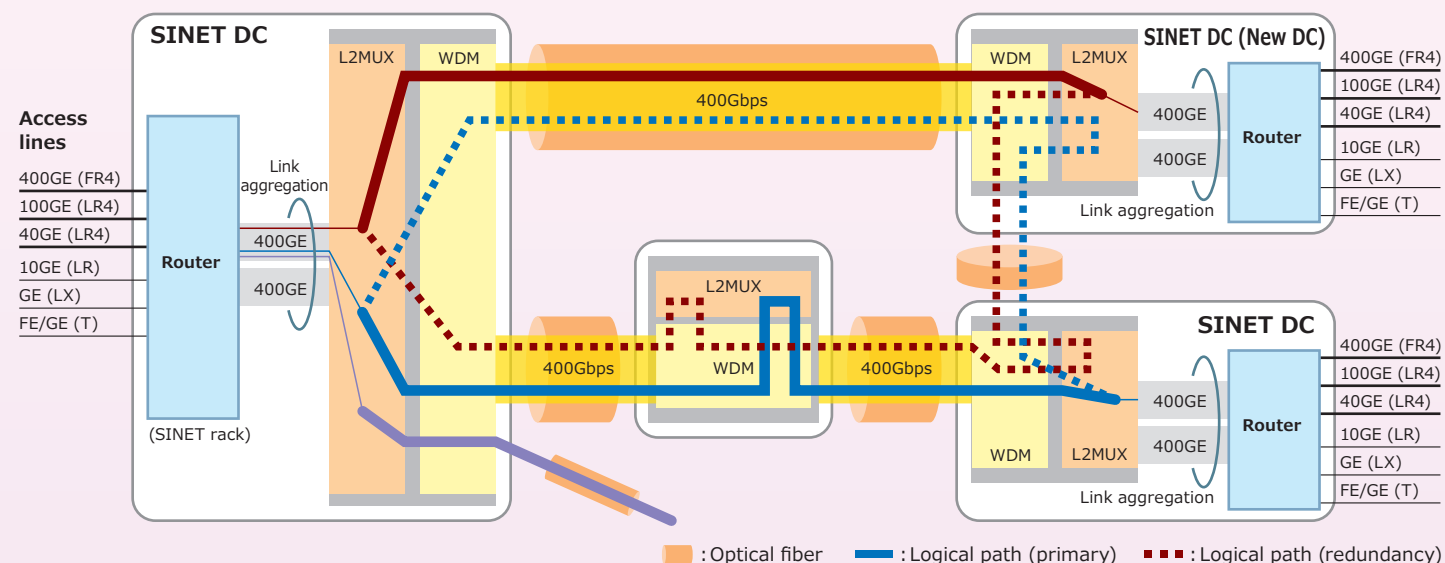 SINET DC
L2MUX
WDM
Access
lines
400GE (FR4)
100GE (LR4)
40GE (LR4)
10GE (LR)
GE (LX)
FE/GE (T)
Router
(SINET rack)
Link
aggregation
400GE
400GE
400Gbps
400Gbps
L2MUX
WDM
400Gbps
SINET DC (New DC)
WDM
L2MUX
400GE
400GE
Link aggregation
Router
400GE (FR4)
100GE (LR4)
40GE (LR4)
10GE (LR)
GE (LX)
FE/GE (T)
SINET DC
WDM
L2MUX
400GE
400GE
Link aggregation
Router
400GE (FR4)
100GE (LR4)
40GE (LR4)
10GE (LR)
GE (LX)
FE/GE (T)
: Optical fiber : Logical path (primary) : Logical path (redundancy)